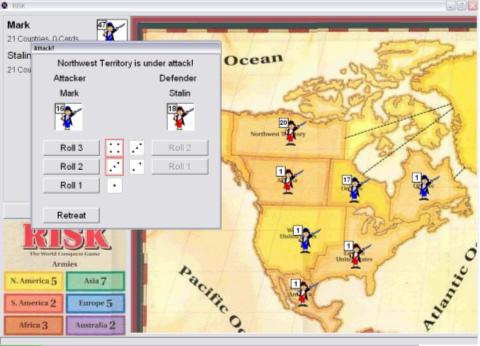 RISK
Mark
47
21 Countries, 0 Cards
Attack!
Stalin
21 Cou
Northwest Territory is under attack!
Attacker
Defender
Mark
Stalin
16
18
Roll 3
Roll 2
Roll 2
Roll 1
Roll 1
Retreat
RISK
The World Conquest Game
Armies
N. America 5
Asia 7
S. America 2
Europe 5
Africa 3
Australia 2
Ocean
20
Northwest Territory
1
1
17
1
1
Pacific Oc
Atlantic O